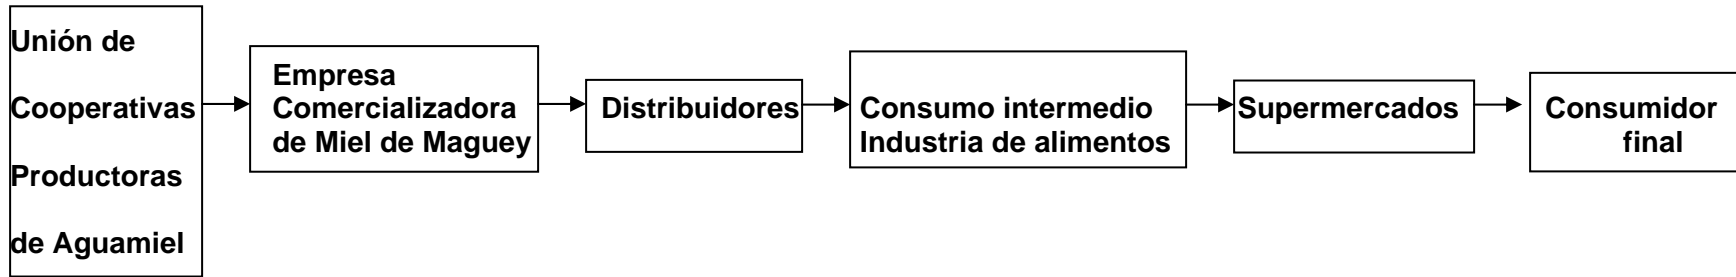 Unión de
Cooperativas
Productoras
de Aguamiel
Empresa
Comercializadora
de Miel de Maguey
Distribuidores
Consumo intermedio
Industria de alimentos
Supermercados
Consumidor
final